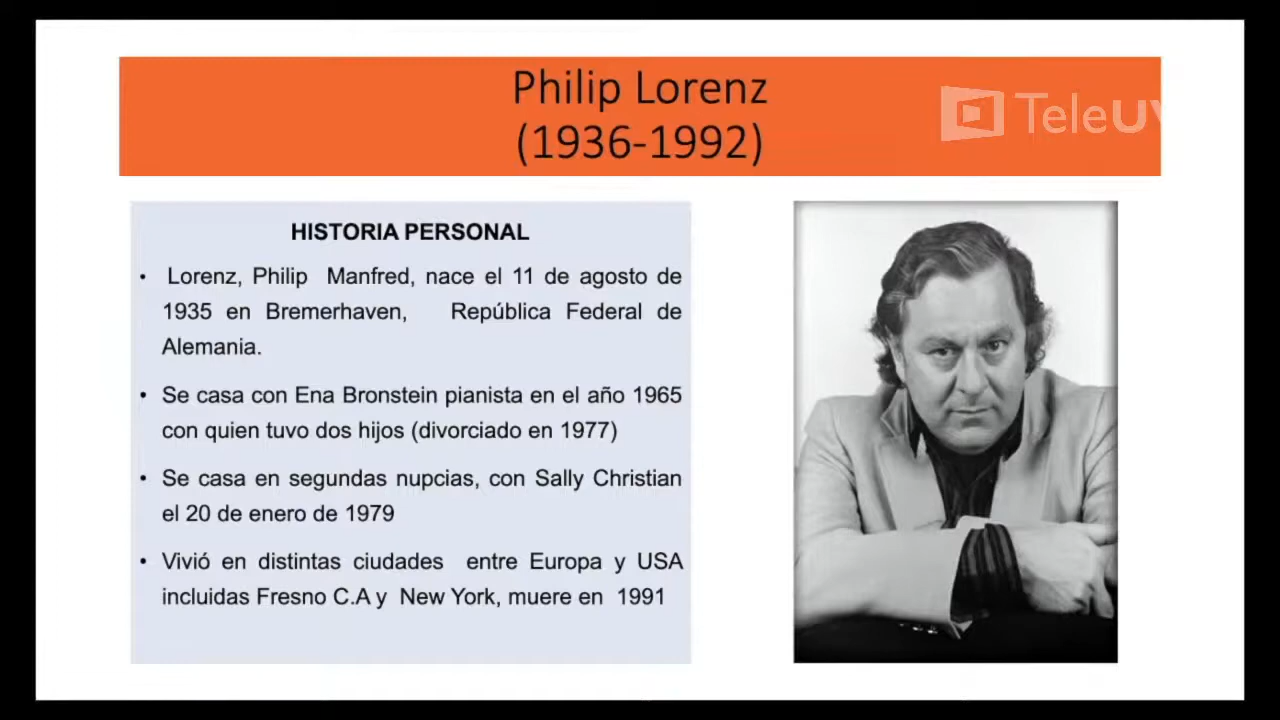 Philip Lorenz
(1936-1992)
TeleUV
HISTORIA PERSONAL
• Lorenz, Philip Manfred, nace el 11 de agosto de
1935 en Bremerhaven, República Federal de
Alemania.
• Se casa con Ena Bronstein pianista en el año 1965
con quien tuvo dos hijos (divorciado en 1977)
• Se casa en segundas nupcias, con Sally Christian
el 20 de enero de 1979
• Vivió en distintas ciudades entre Europa y USA
incluidas Fresno C.A y New York, muere en 1991